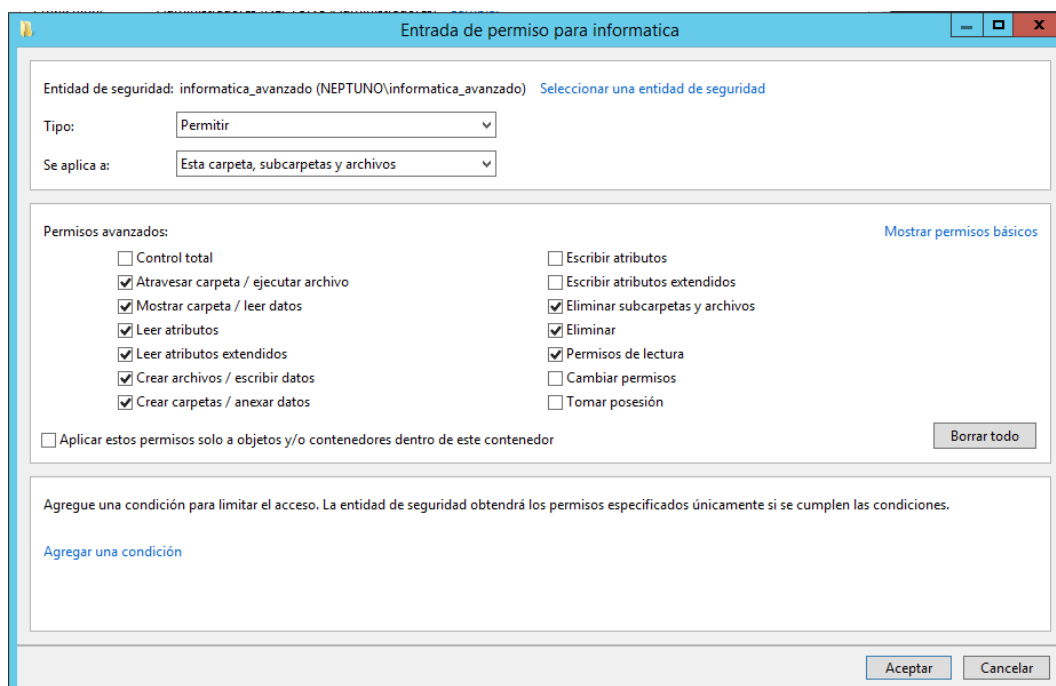 Entrada de permiso para informatica
Entidad de seguridad: informatica_avanzado (NEPTUNO\informatica_avanzado) Seleccionar una entidad de seguridad
Tipo: Permitir
Se aplica a: Esta carpeta, subcarpetas y archivos
Permisos avanzados: Mostrar permisos básicos
Control total Escribir atributos
Atravesar carpeta / ejecutar archivo Escribir atributos extendidos
Mostrar carpeta / leer datos Eliminar subcarpetas y archivos
Leer atributos Eliminar
Leer atributos extendidos Permisos de lectura
Crear archivos / escribir datos Cambiar permisos
Crear carpetas / anexar datos Tomar posesión
Aplicar estos permisos solo a objetos y/o contenedores dentro de este contenedor Borrar todo
Agregue una condición para limitar el acceso. La entidad de seguridad obtendrá los permisos especificados únicamente si se cumplen las condiciones.
Agregar una condición
Aceptar Cancelar